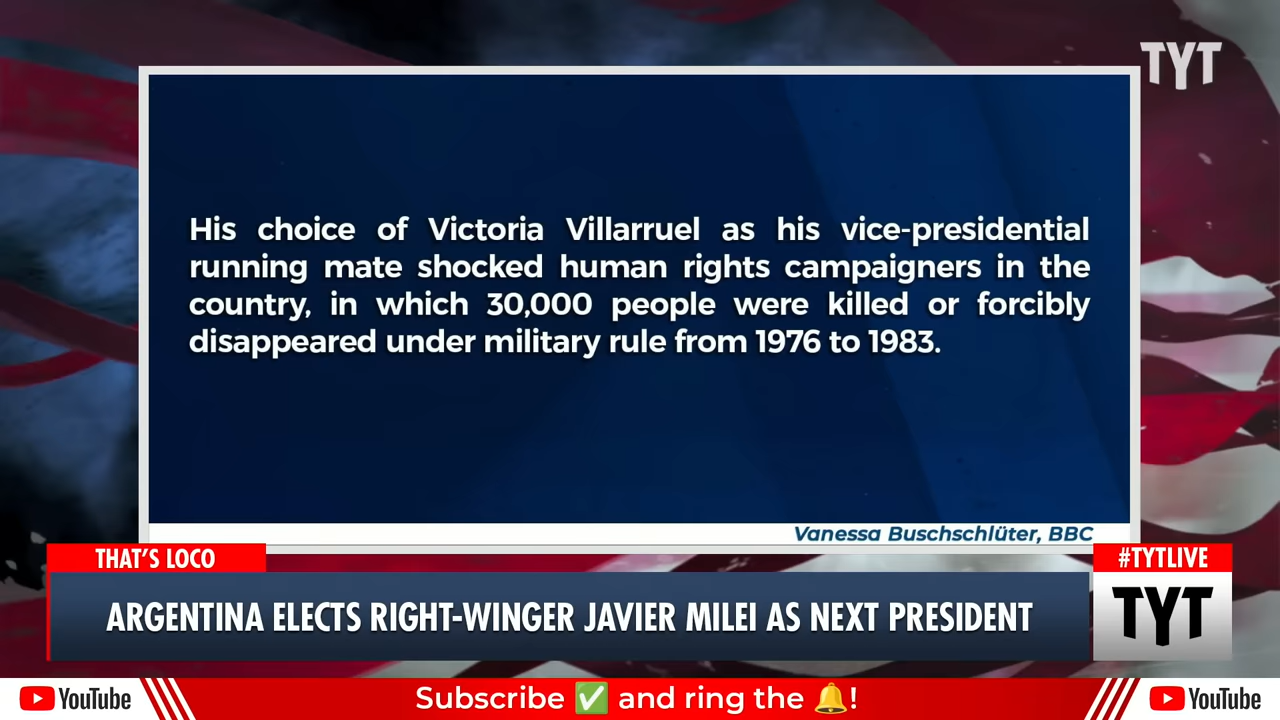 TYT
His choice of Victoria Villarruel as his vice-presidential
running mate shocked human rights campaigners in the
country, in which 30,000 people were killed or forcibly
disappeared under military rule from 1976 to 1983.
Vanessa Buschschlüter, BBC
THAT'S LOCO
#TYTLIVE
ARGENTINA ELECTS RIGHT-WINGER JAVIER MILEI AS NEXT PRESIDENT
TYT
YouTube
Subscribe ✅ and ring the 🔔!
YouTube